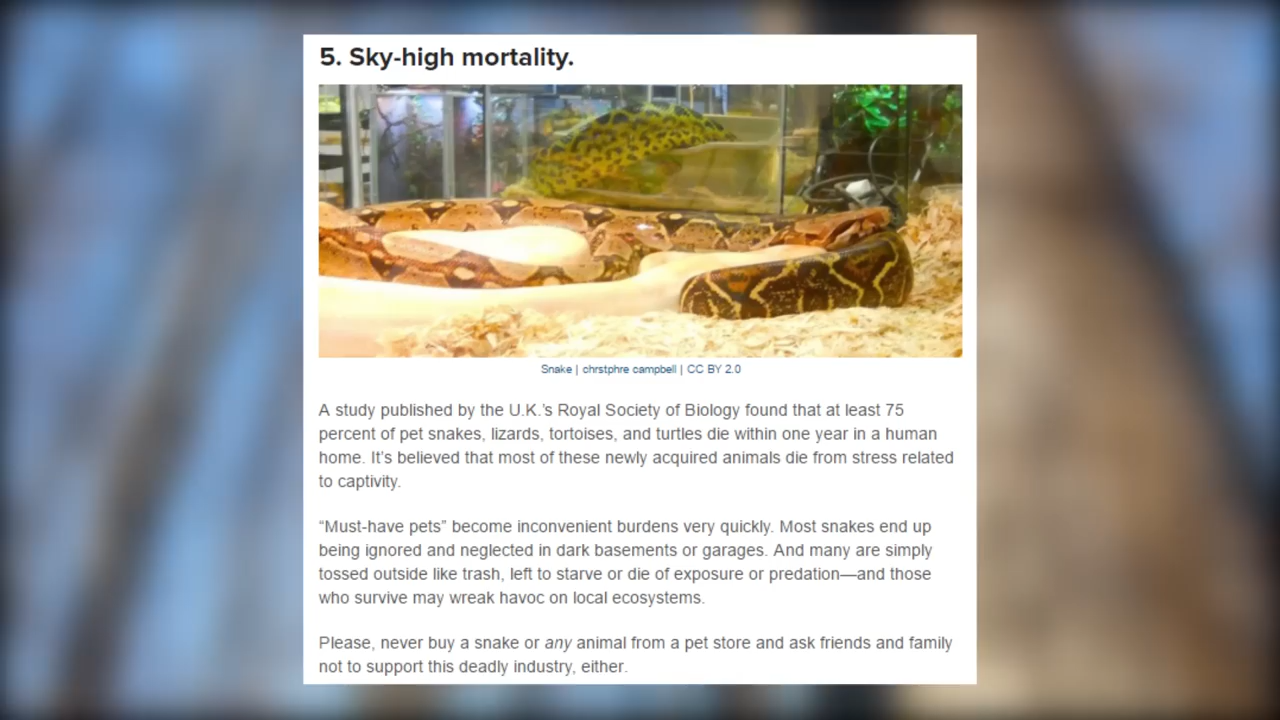 5. Sky-high mortality.
Snake | chrstphre campbell | CC BY 2.0
A study published by the U.K.’s Royal Society of Biology found that at least 75
percent of pet snakes, lizards, tortoises, and turtles die within one year in a human
home. It’s believed that most of these newly acquired animals die from stress related
to captivity.
“Must-have pets” become inconvenient burdens very quickly. Most snakes end up
being ignored and neglected in dark basements or garages. And many are simply
tossed outside like trash, left to starve or die of exposure or predation—and those
who survive may wreak havoc on local ecosystems.
Please, never buy a snake or any animal from a pet store and ask friends and family
not to support this deadly industry, either.